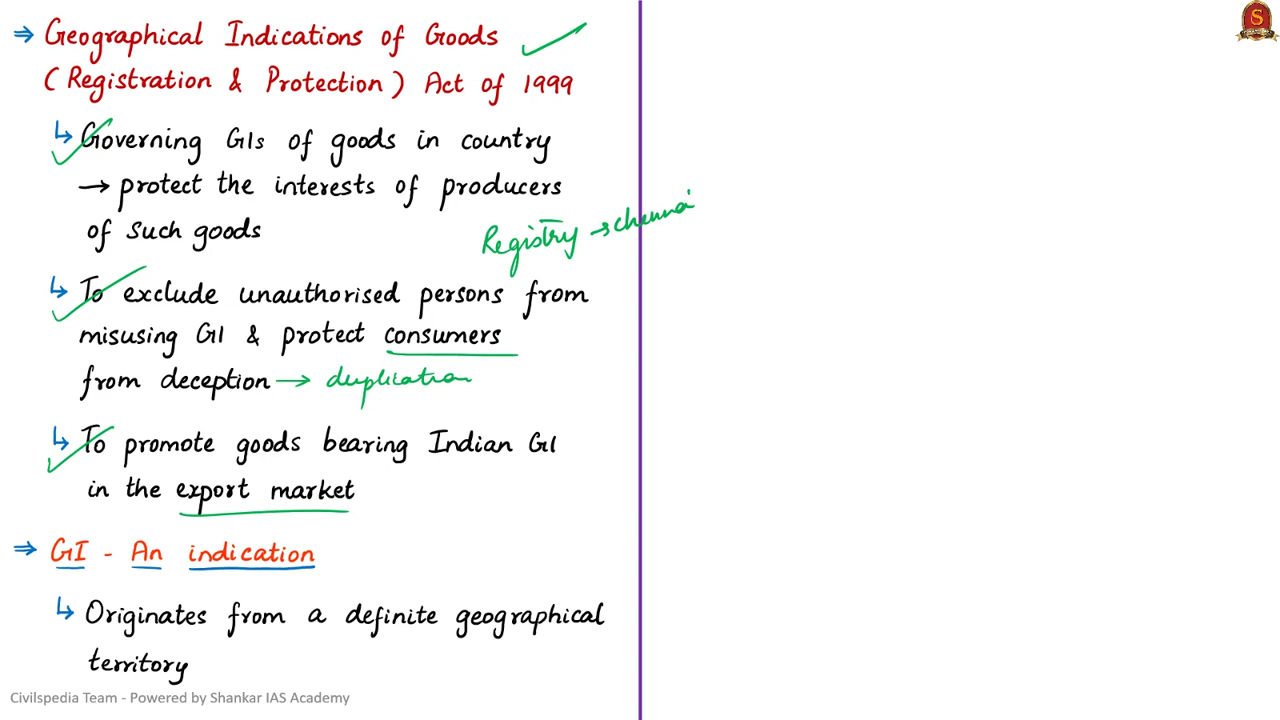 ⇒ Geographical Indications of Goods
(Registration & Protection) Act of 1999
↳ Governing GIs of goods in country
→ protect the interests of producers
of such goods
Registry → chennai
↳ To exclude unauthorised persons from
misusing GI & protect consumers
from deception → duplication
↳ To promote goods bearing Indian GI
in the export market
⇒ GI - An indication
↳ Originates from a definite geographical
territory
Civilspedia Team - Powered by Shankar IAS Academy
S